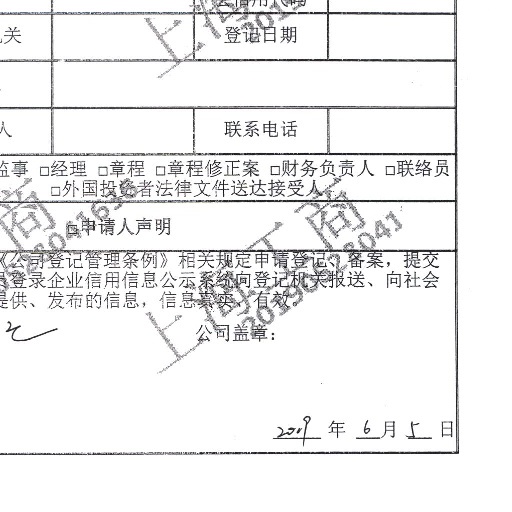 关
登记日期
人
联系电话
监事 □经理 □章程 □章程修正案 □财务负责人 □联络员
□外国投资者法律文件送达接受人
□申请人声明
《公司登记管理条例》相关规定申请登记、备案，提交
登录企业信用信息公示系统向登记机关报送、向社会
提供、发布的信息，信息真实、有效。
公司盖章：
2019 年 6 月 5 日
上海工商